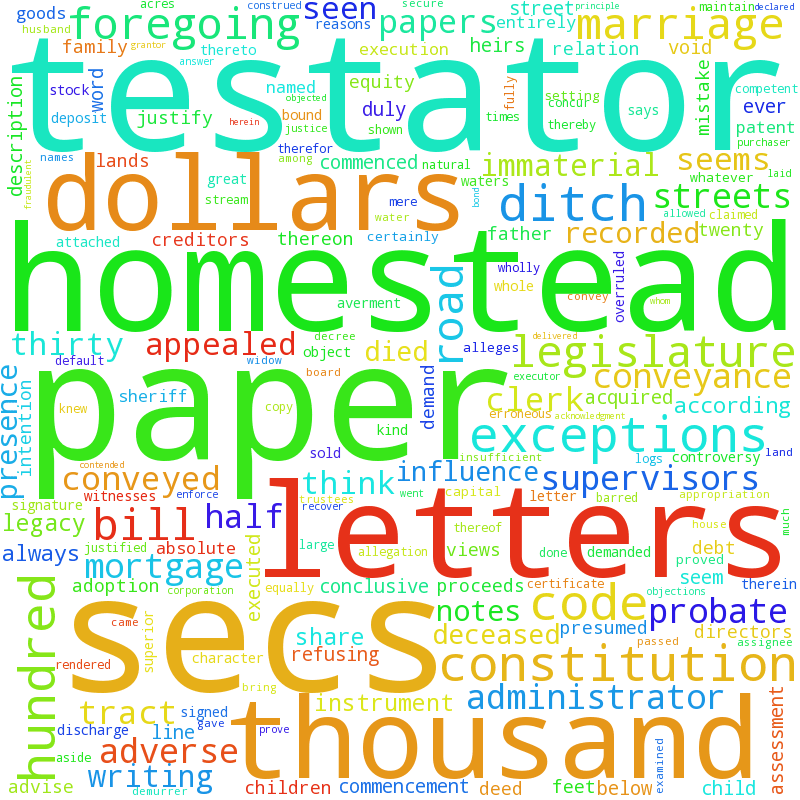 goods
acres
construed
seen
secure
principle
maintain
declared
foregoing
husband
reasons
papers
street
entirely
marriage
grantor
family
thereto
execution
heirs
relation
void
answer
testator
description
stock
word
deposit
justify
named
objected
bound
justice
herein
therefor
equity
duly
shown
times
fully
setting
concur
thereby
says
mistake
ever
competent
patent
purchaser
names
fraudulent
lands
among
commenced
natural
immaterial
seems
whatever
laid
great
stream
dollars
waters
mere
water
bond
ditch
streets
allowed
claimed
attached
creditors
thereon
certainly
father
recorded
twenty
homestead
averment
wholly
whole
convey
overruled
whom
road
thirty
appealed
decree
object
died
alleges
delivered
legislature
default
widow
board
executor
conveyance
presence
intention
sheriff
paper
demand
clerk
acquired
according
knew
copy
kind
erroneous
acknowledgment
exceptions
contended
sold
insufficient
logs
controversy
land
conveyed
think
influence
supervisors
witnesses
enforce
recover
trustees
went
capital
letter
barred
appropriation
signature
legacy
bill
half
letters
thereof
house
much
always
justified
absolute
large
allegation
views
done
demanded
debt
proved
mortgage
executed
adoption
corporation
equally
conclusive
proceeds
certificate
seem
therein
objections
hundred
secs
notes
code
probate
came
superior
share
deceased
presumed
directors
passed
assignee
rendered
refusing
character
constitution
bring
tract
signed
gave
instrument
administrator
thousand
discharge
line
prove
aside
adverse
examined
assessment
advise
writing
demurrer
children
commencement
deed
feet
below
child